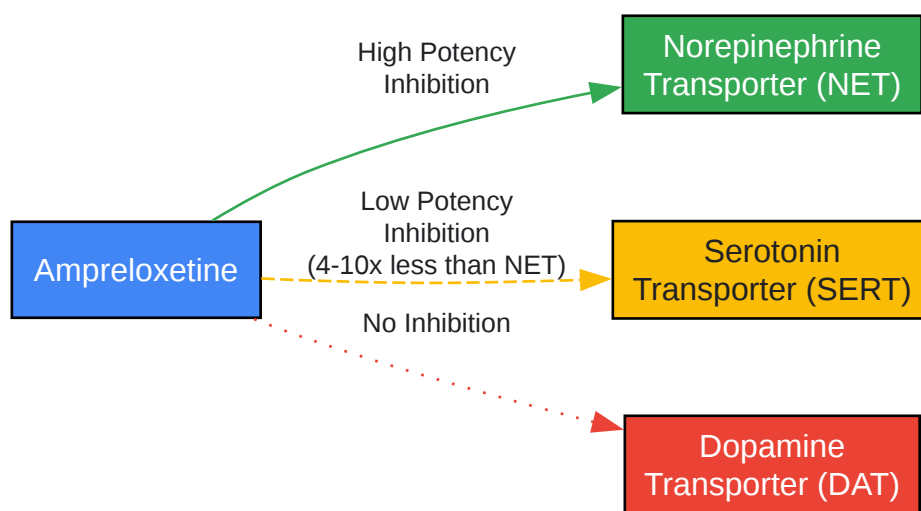 High Potency
Inhibition
Norepinephrine
Transporter (NET)
Ampreloxetine
Low Potency
Inhibition
(4-10x less than NET)
Serotonin
Transporter (SERT)
No Inhibition
Dopamine
Transporter (DAT)